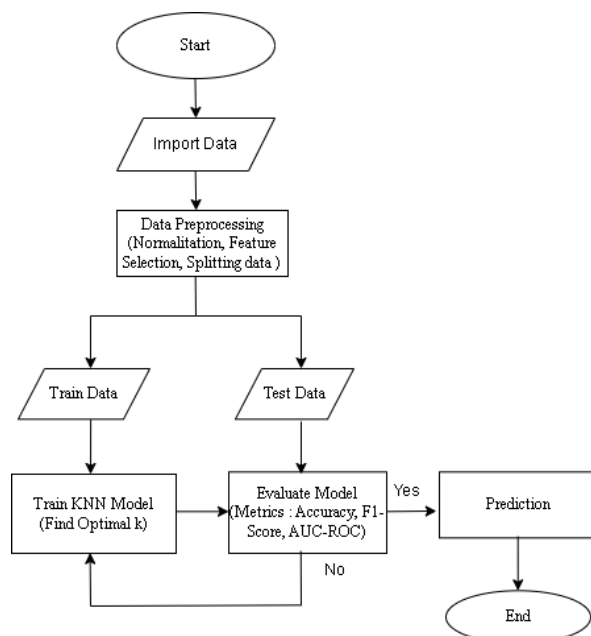 Start
Import Data
Data Preprocessing
(Normalitation, Feature
Selection, Splitting data )
Train Data
Test Data
Train KNN Model
(Find Optimal k)
Evaluate Model
(Metrics : Accuracy, F1-
Score, AUC-ROC)
Yes
Prediction
No
End